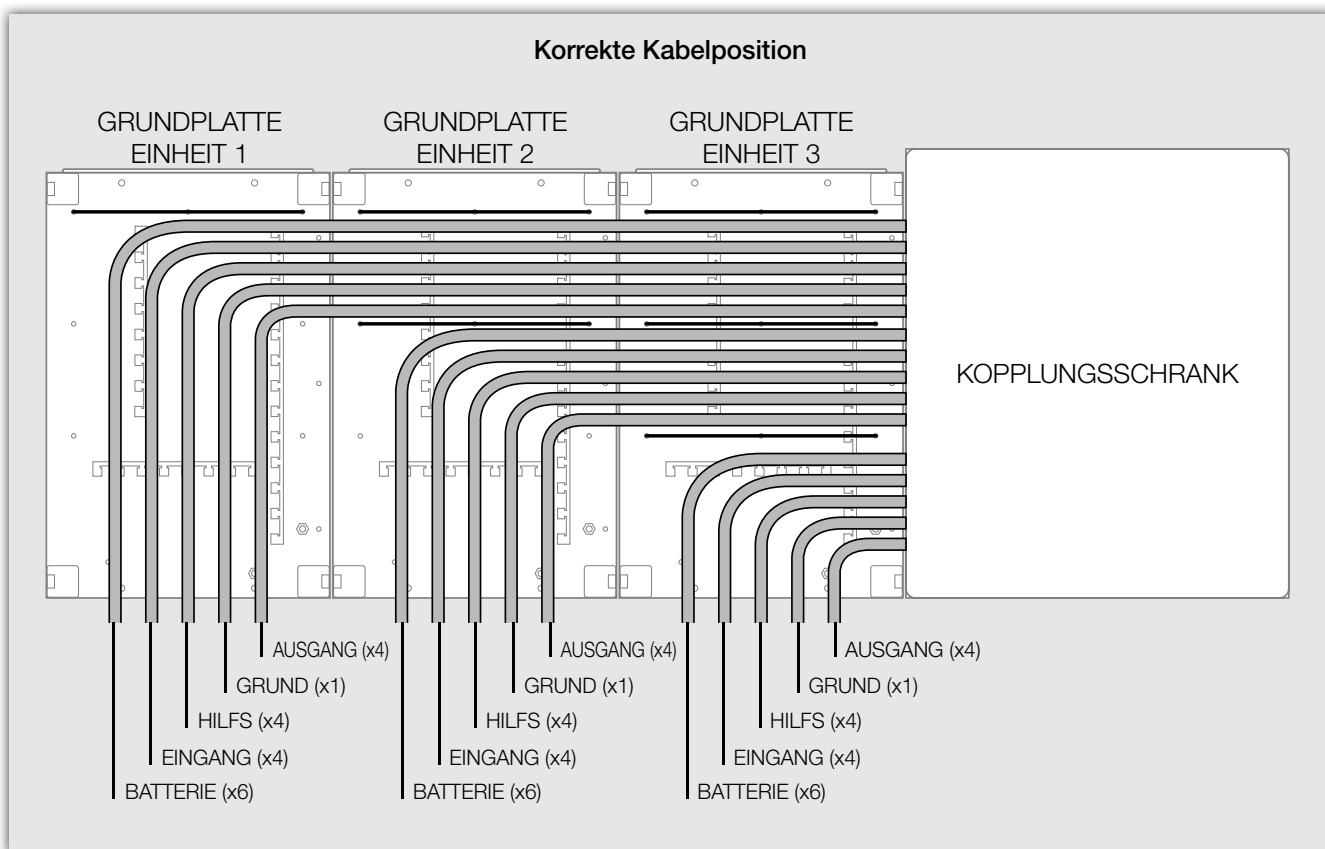 Korrekte Kabelposition
GRUNDPLATTE
EINHEIT 1
GRUNDPLATTE
EINHEIT 2
GRUNDPLATTE
EINHEIT 3
KOPPLUNGSSCHRANK
AUSGANG (x4)
GRUND (x1)
HILFS (x4)
EINGANG (x4)
BATTERIE (x6)
AUSGANG (x4)
GRUND (x1)
HILFS (x4)
EINGANG (x4)
BATTERIE (x6)
AUSGANG (x4)
GRUND (x1)
HILFS (x4)
EINGANG (x4)
BATTERIE (x6)